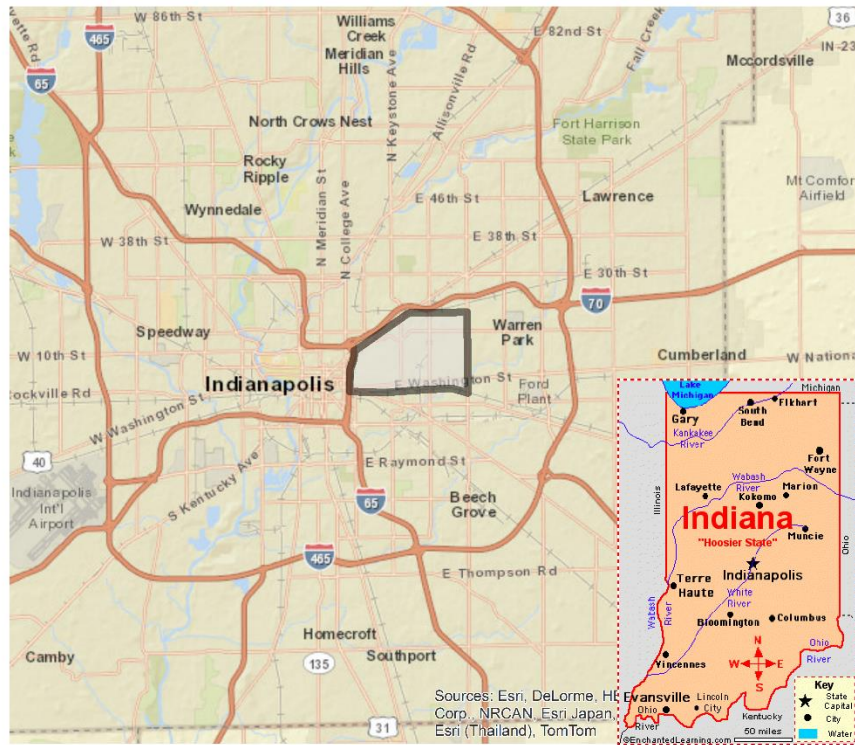 W 86th St
Williams
Creek
Meridian
Hills
E 82nd St
36
465
65
N Keystone Ave
Allisonville Rd
Fall Creek
IN-23
Mccordsville
North Crows Nest
Fort Harrison
State Park
Rocky
Ripple
N Meridian St
N College Ave
E 46th St
Lawrence
Mt Comfor
Airfield
Wynnedale
W 38th St
E 38th St
E 30th St
70
Speedway
Warren
Park
W 10th St
Cumberland
W Nationa
Indianapolis
E Washington St
Ford
Plant
Rockville Rd
W Washington St
40
S Kentucky Ave
E Raymond St
Indianapolis
Int'l
Airport
65
Beech
Grove
465
E Thompson Rd
Homecroft
Southport
Camby
135
31
Sources: Esri, DeLorme, HE
Corp., NRCAN, Esri Japan,
Esri (Thailand), TomTom
Lake
Michigan
Michigan
South
Bend
Elkhart
Gary
Kankakee
River
Fort
Wayne
Wabash
River
Lafayette
Marion
Kokomo
Illinois
Indiana
"Hoosier State"
Muncie
Ohio
Indianapolis
Terre
Haute
White
River
Wabash
River
Bloomington
Columbus
Ohio
River
Vincennes
N
W E
S
Evansville
Lincoln
City
Ohio
River
Kentucky
50 miles
Key
State
Capital
City
Water
©EnchantedLearning.com